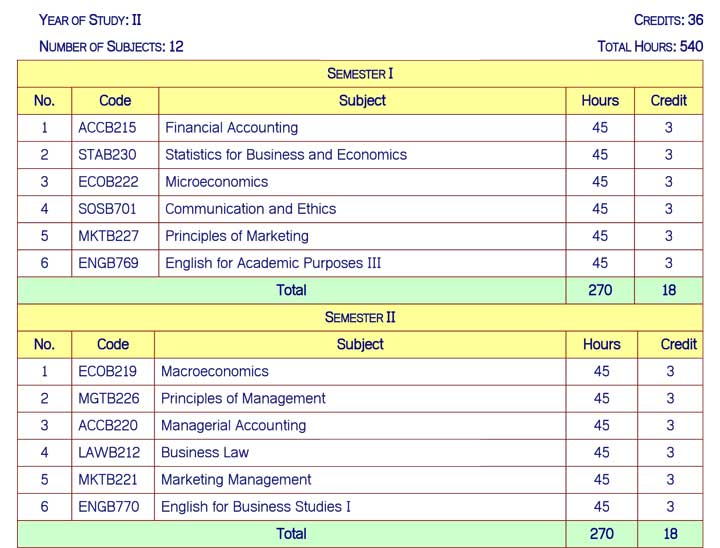 YEAR OF STUDY: II CREDITS: 36
NUMBER OF SUBJECTS: 12 TOTAL HOURS: 540
SEMESTER I
No. Code Subject Hours Credit
1 ACCB215 Financial Accounting 45 3
2 STAB230 Statistics for Business and Economics 45 3
3 ECOB222 Microeconomics 45 3
4 SOSB701 Communication and Ethics 45 3
5 MKTB227 Principles of Marketing 45 3
6 ENGB769 English for Academic Purposes III 45 3
Total 270 18
SEMESTER II
No. Code Subject Hours Credit
1 ECOB219 Macroeconomics 45 3
2 MGTB226 Principles of Management 45 3
3 ACCB220 Managerial Accounting 45 3
4 LAWB212 Business Law 45 3
5 MKTB221 Marketing Management 45 3
6 ENGB770 English for Business Studies I 45 3
Total 270 18